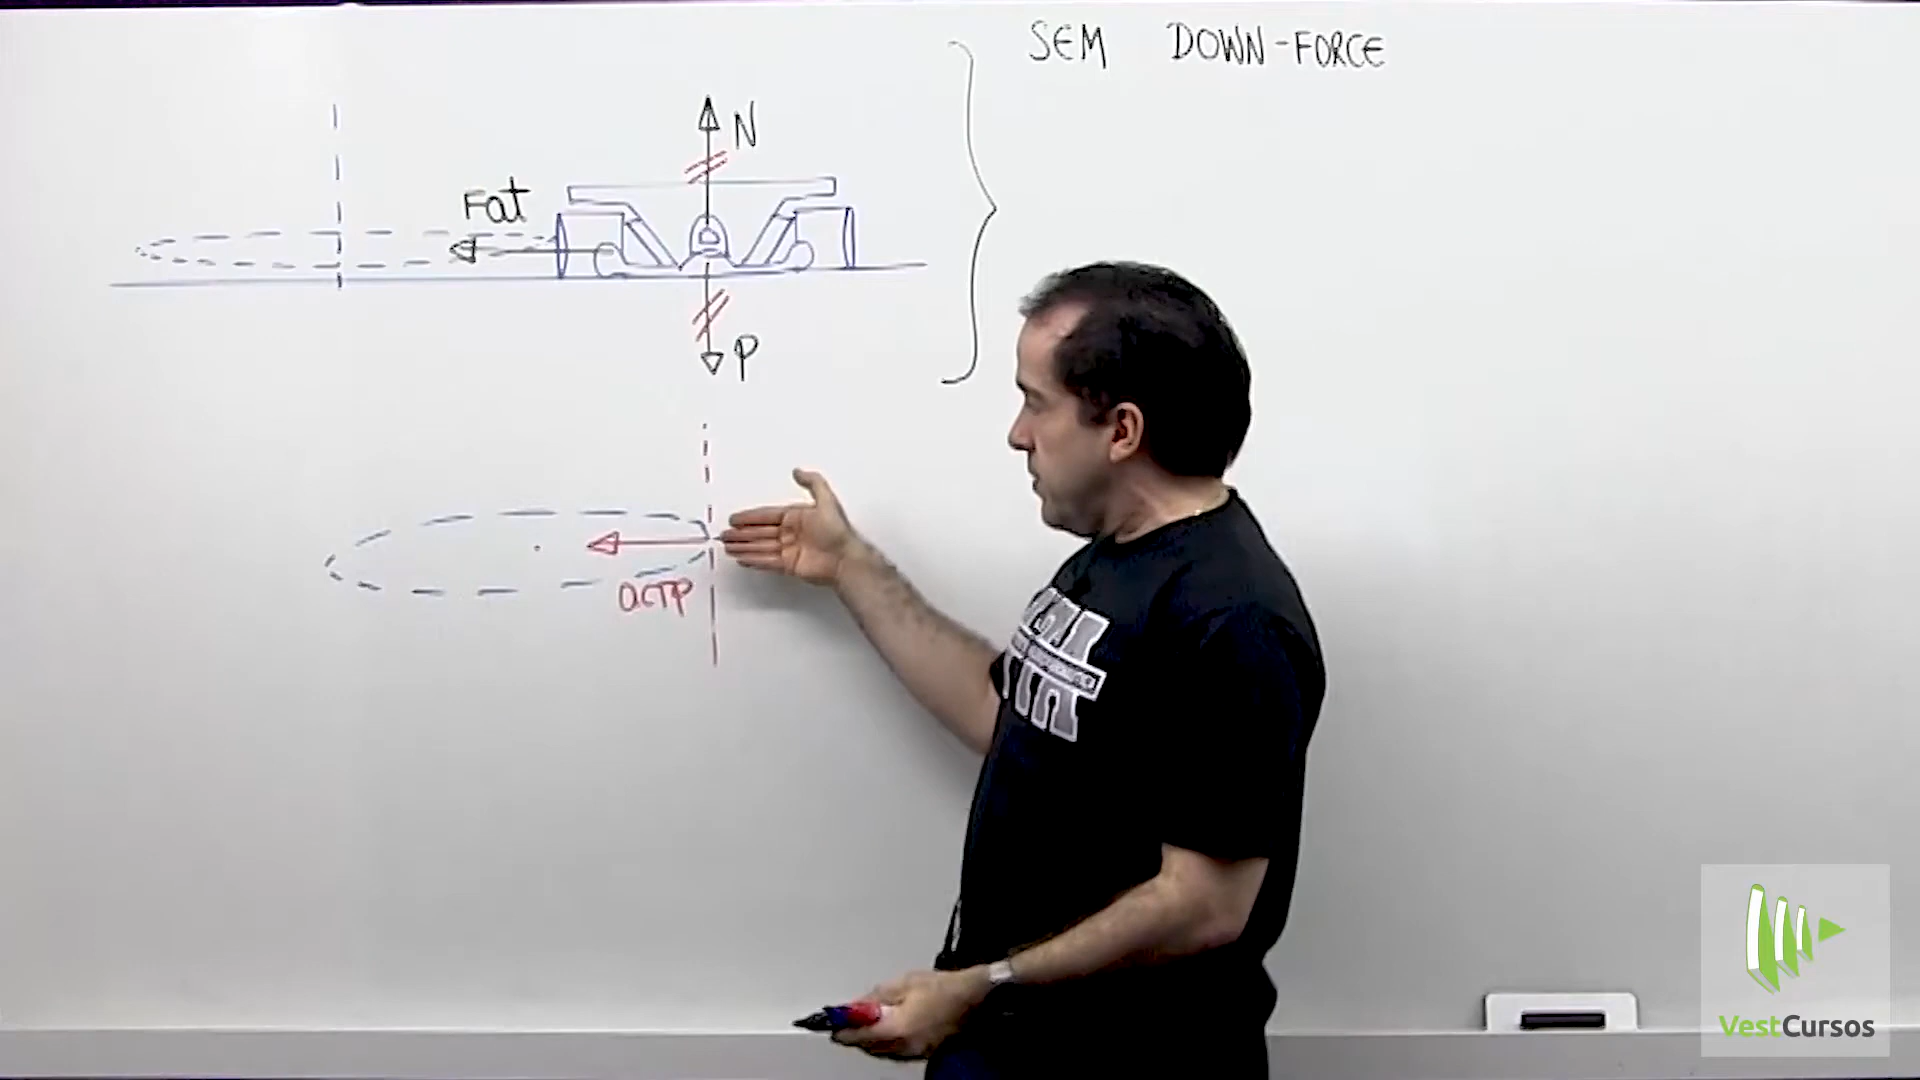 SEM DOWN-FORCE
N
Fat
P
acTP
VestCursos